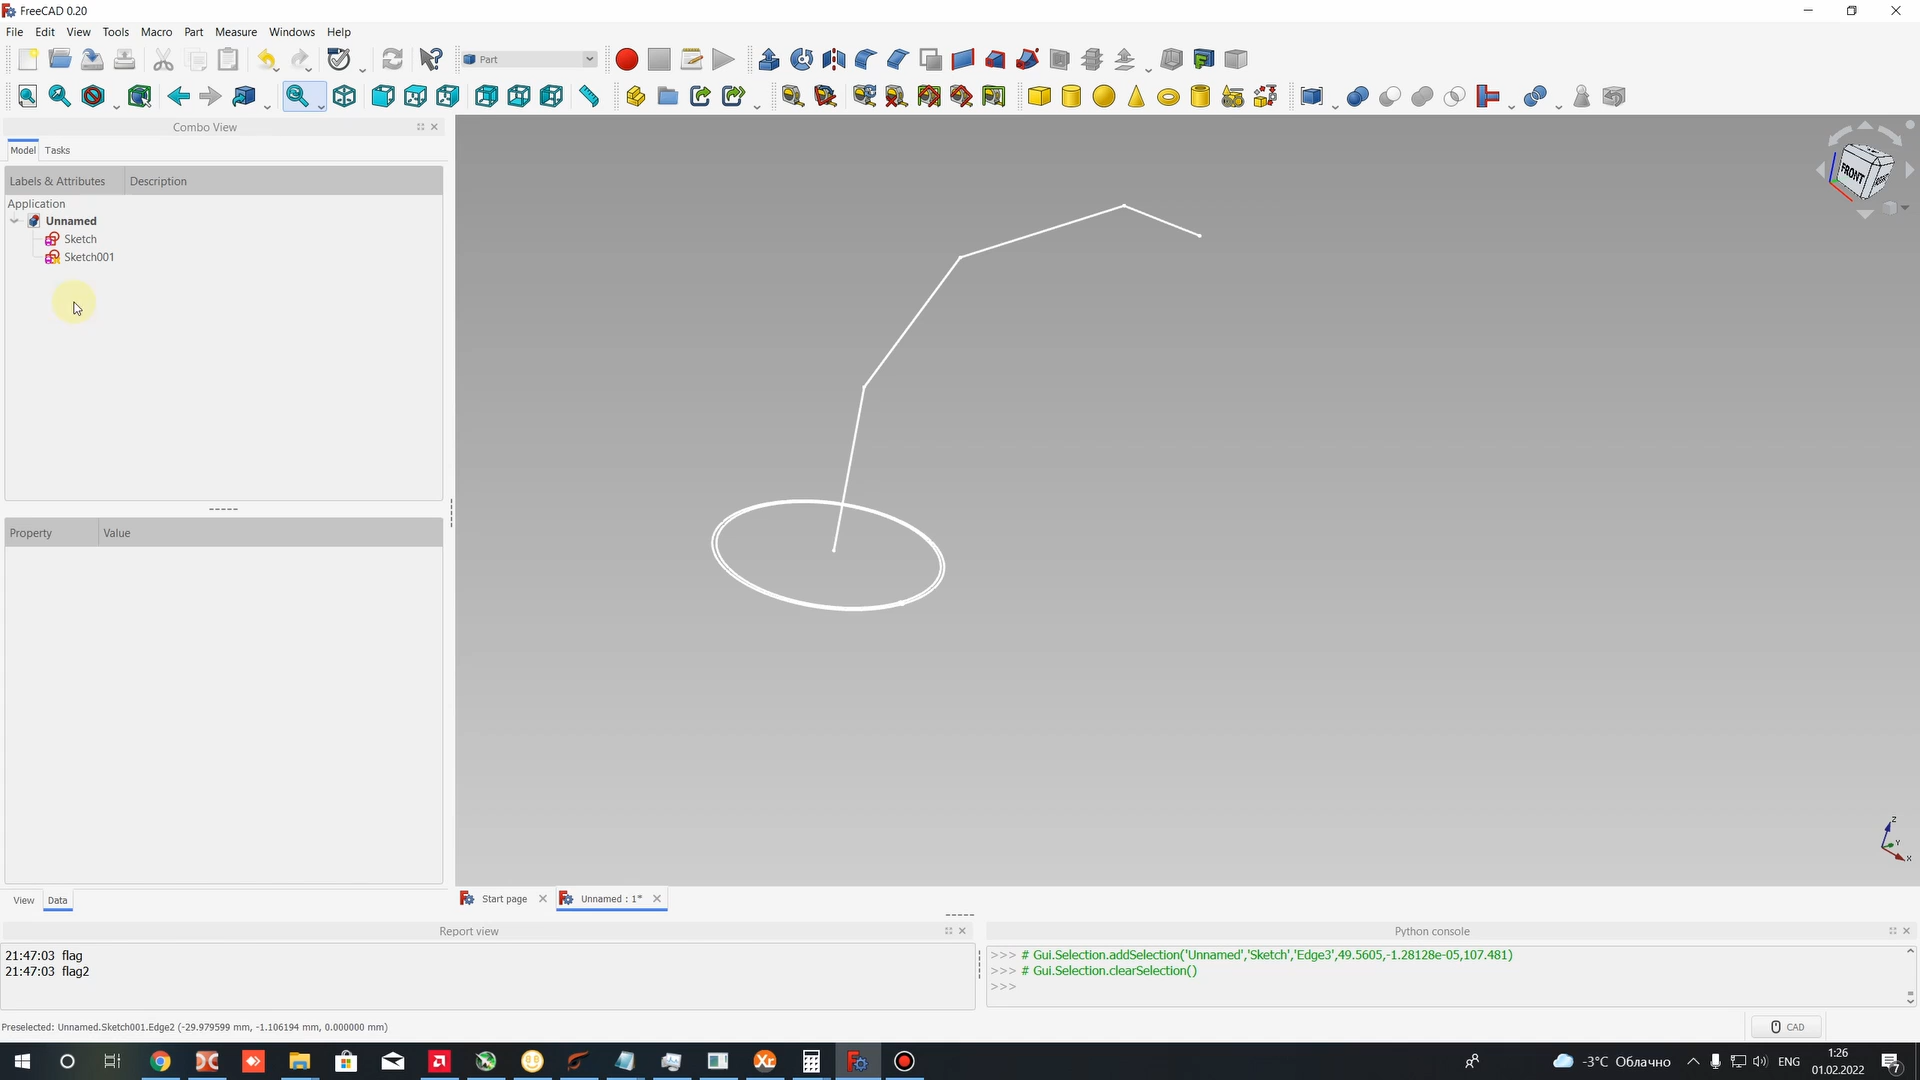 FreeCAD 0.20
File Edit View Tools Macro Part Measure Windows Help
Part
Combo View
Model Tasks
Labels & Attributes Description
Application
Unnamed
Sketch
Sketch001
FRONT
Property Value
Z
Y
X
View Data
Start page Unnamed : 1*
Report view
Python console
21:47:03 flag
21:47:03 flag2
>>> # Gui.Selection.addSelection('Unnamed','Sketch','Edge3',49.5605,-1.28128e-05,107.481)
>>> # Gui.Selection.clearSelection()
>>>
Preselected: Unnamed.Sketch001.Edge2 (-29.979599 mm, -1.106194 mm, 0.000000 mm)
CAD
-3°C Облачно
ENG
1:26
01.02.2022
7
Xr